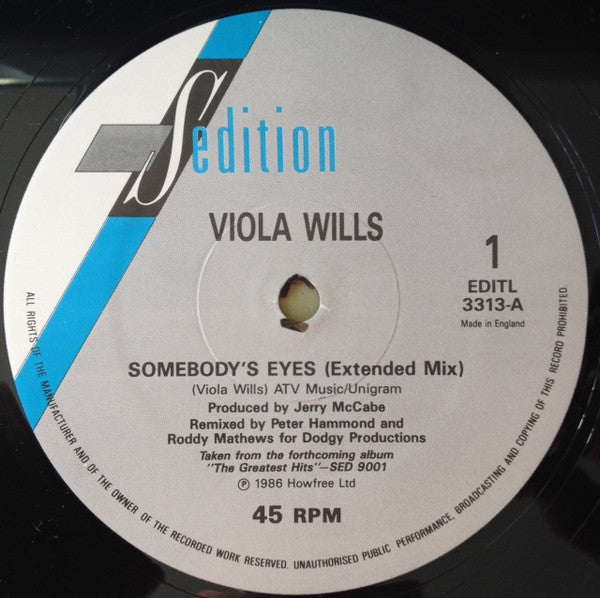 Sedition
VIOLA WILLS
1
EDITL
3313-A
Made in England
SOMEBODY'S EYES (Extended Mix)
(Viola Wills) ATV Music/Unigram
Produced by Jerry McCabe
Remixed by Peter Hammond and
Roddy Mathews for Dodgy Productions
Taken from the forthcoming album
"The Greatest Hits"—SED 9001
℗ 1986 Howfree Ltd
45 RPM
ALL RIGHTS OF THE MANUFACTURER AND OF THE OWNER OF THE RECORDED WORK RESERVED. UNAUTHORISED PUBLIC PERFORMANCE, BROADCASTING AND COPYING OF THIS RECORD PROHIBITED.